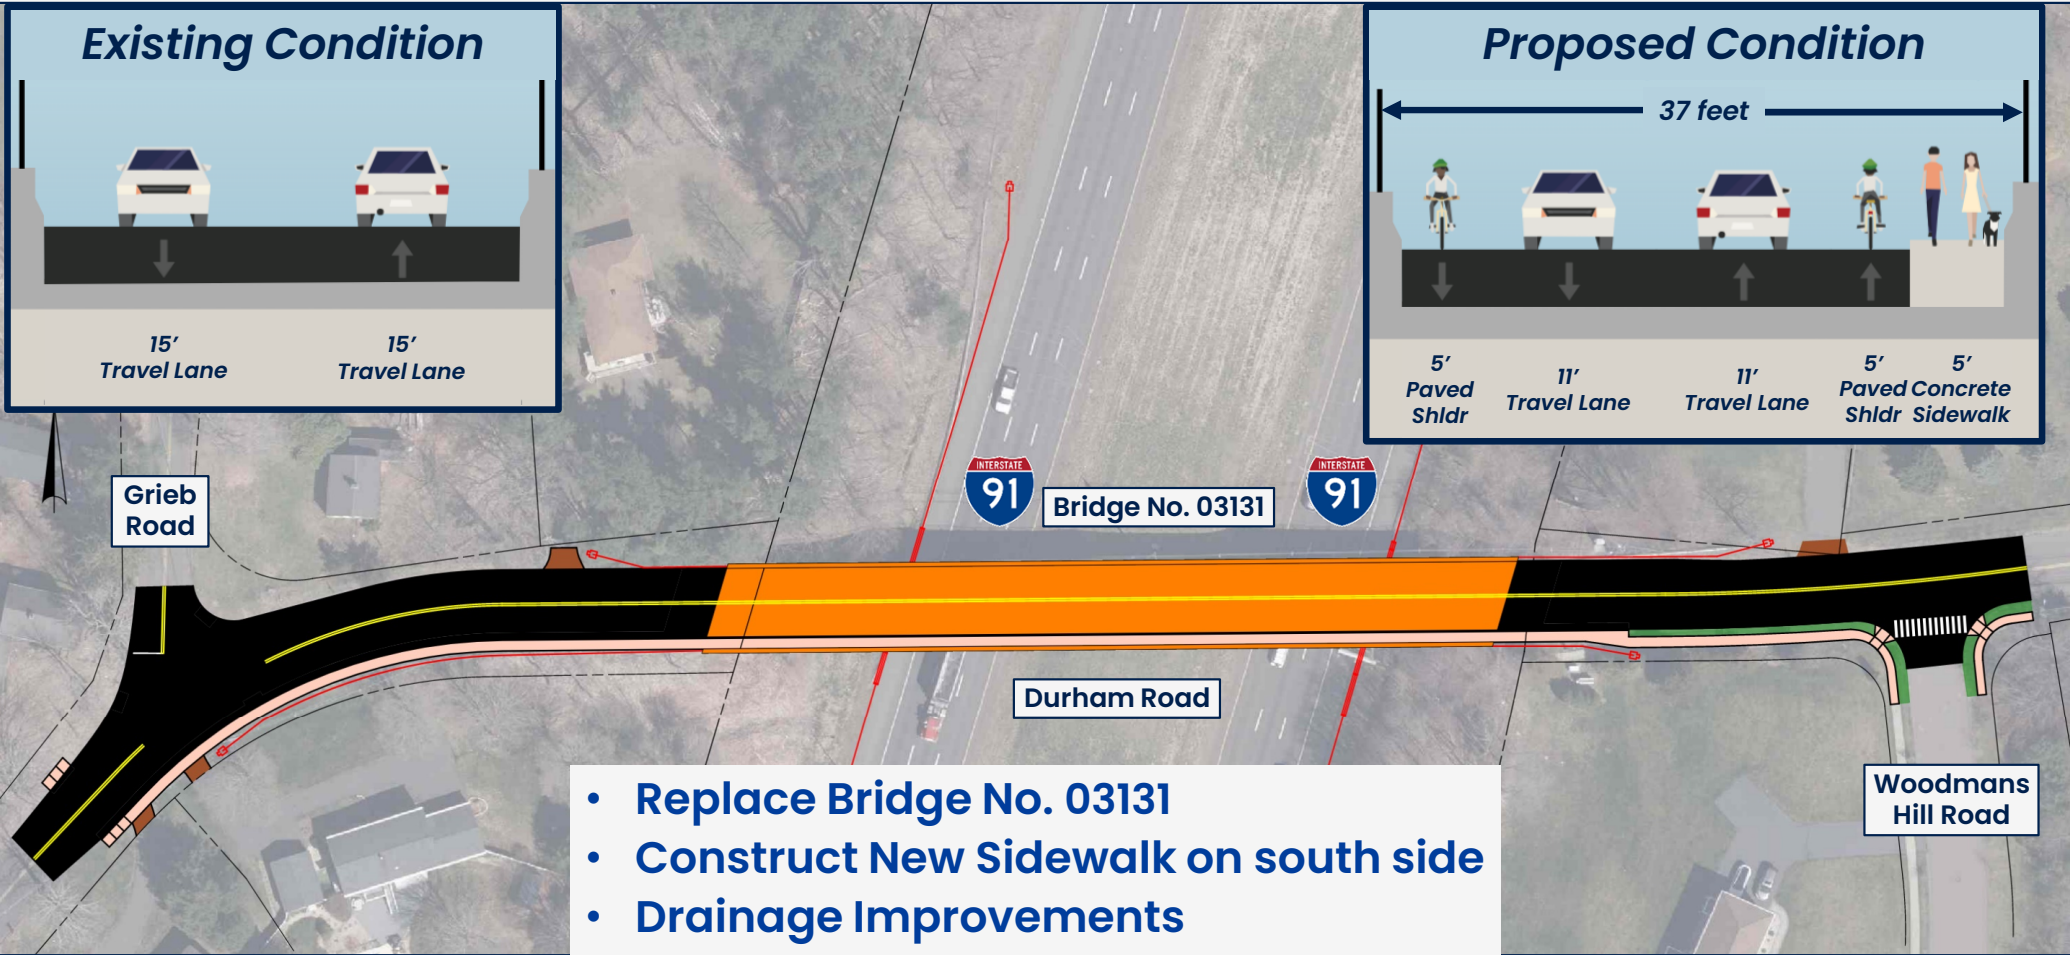 Existing Condition
15'
Travel Lane
15'
Travel Lane
Proposed Condition
37 feet
5'
Paved
Shldr
11'
Travel Lane
11'
Travel Lane
5'
Paved
Shldr
5'
Concrete
Sidewalk
Grieb
Road
INTERSTATE
91
Bridge No. 03131
INTERSTATE
91
Durham Road
Woodmans
Hill Road
• Replace Bridge No. 03131
• Construct New Sidewalk on south side
• Drainage Improvements